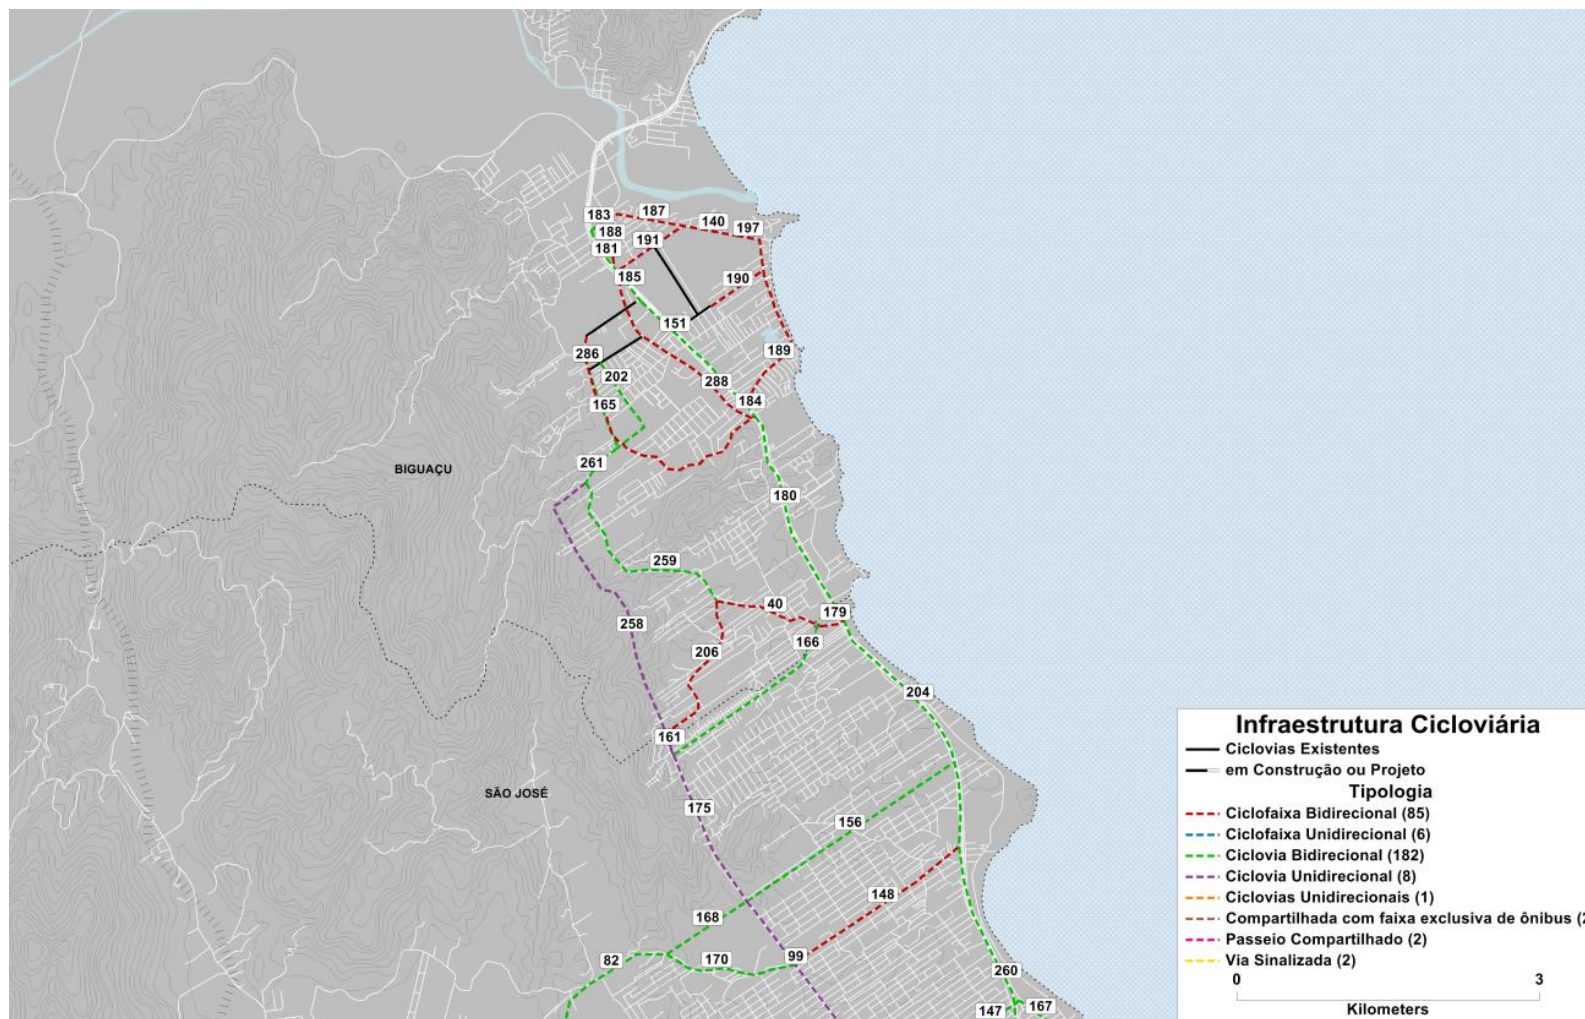 183
187
140
197
188
191
181
185
190
151
189
286
202
288
165
184
BIGUAÇU
261
180
259
40
179
258
166
206
204
161
SÃO JOSÉ
175
156
148
168
82
170
99
260
147
167
Infraestrutura Cicloviária
Ciclovias Existentes
em Construção ou Projeto
Tipologia
Ciclofaixa Bidirecional (85)
Ciclofaixa Unidirecional (6)
Ciclovia Bidirecional (182)
Ciclovia Unidirecional (8)
Ciclovias Unidirecionais (1)
Compartilhada com faixa exclusiva de ônibus (2
Passeio Compartilhado (2)
Via Sinalizada (2)
0 3
Kilometers